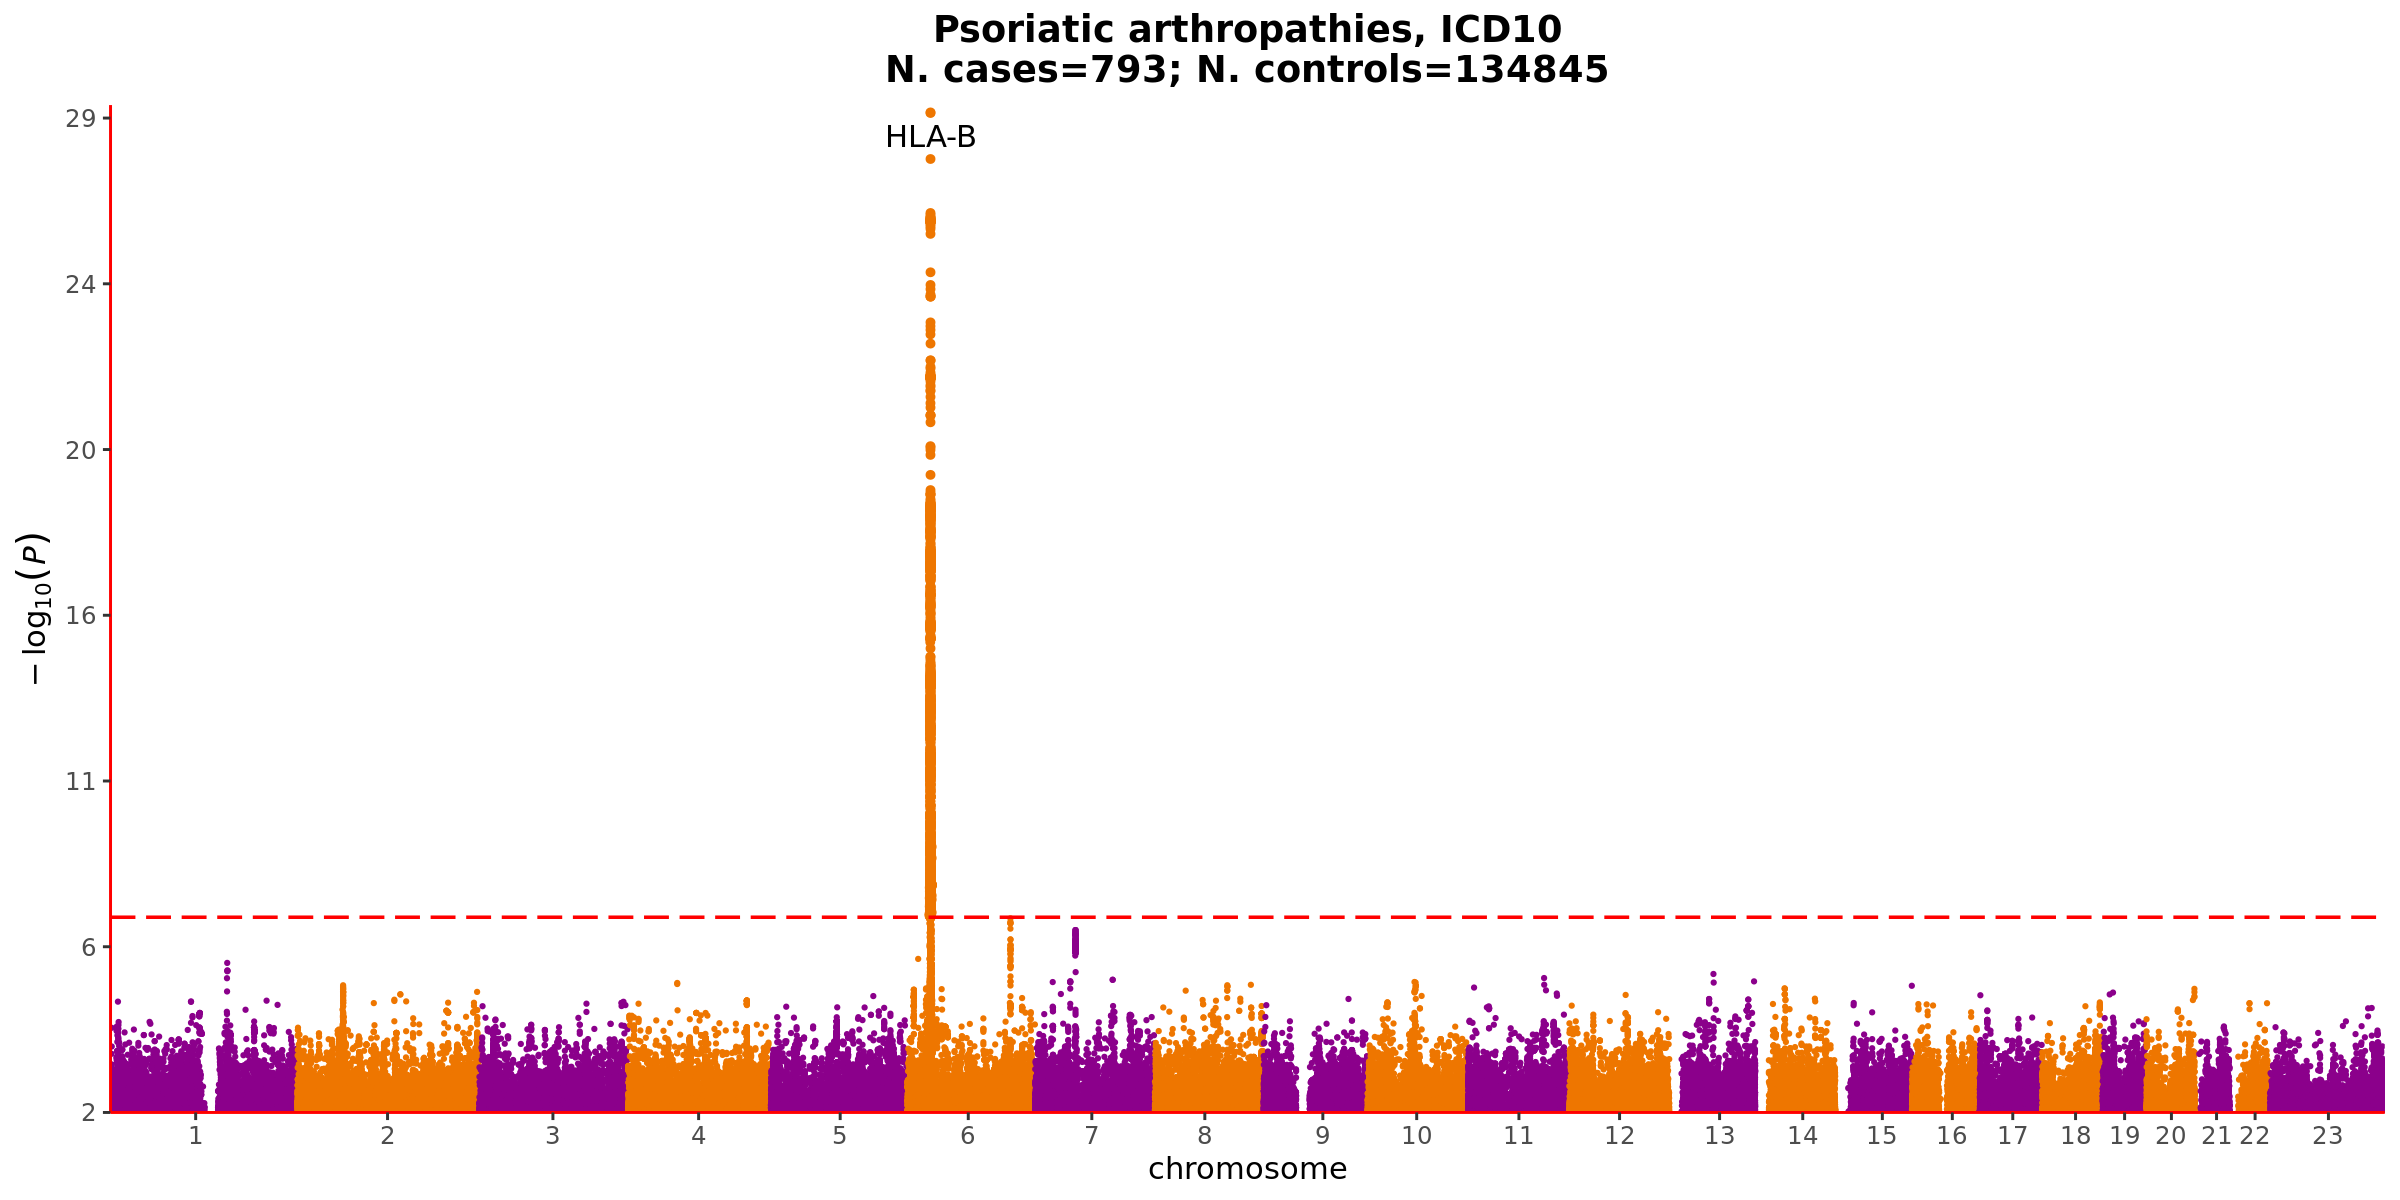 Psoriatic arthropathies, ICD10
N. cases=793; N. controls=134845
29
HLA-B
24
20
16
11
6
2
−log10(P)
1 2 3 4 5 6 7 8 9 10 11 12 13 14 15 16 17 18 19 20 21 22 23
chromosome